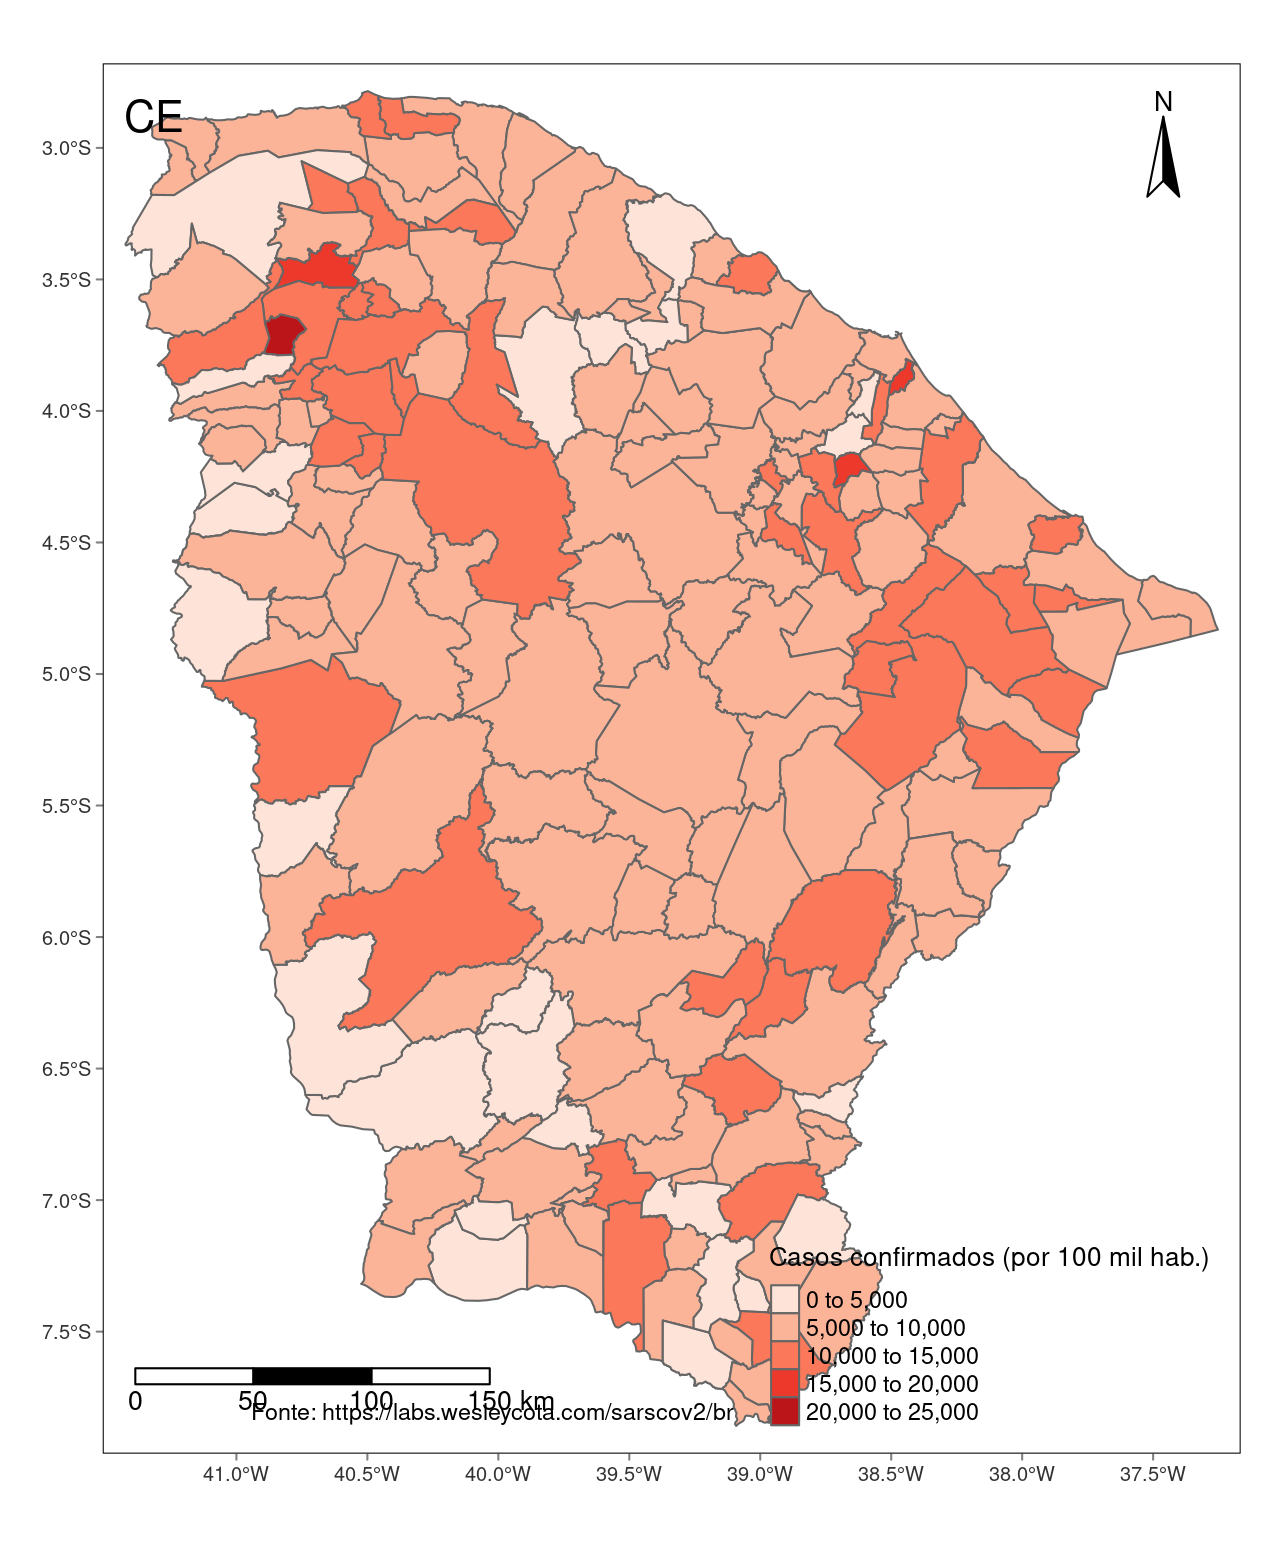 CE
N
3.0°S
3.5°S
4.0°S
4.5°S
5.0°S
5.5°S
6.0°S
6.5°S
7.0°S
7.5°S
Casos confirmados (por 100 mil hab.)
0 to 5,000
5,000 to 10,000
10,000 to 15,000
15,000 to 20,000
20,000 to 25,000
0 50 100 150 km
Fonte: https://labs.wesleycota.com/sarscov2/br
41.0°W 40.5°W 40.0°W 39.5°W 39.0°W 38.5°W 38.0°W 37.5°W